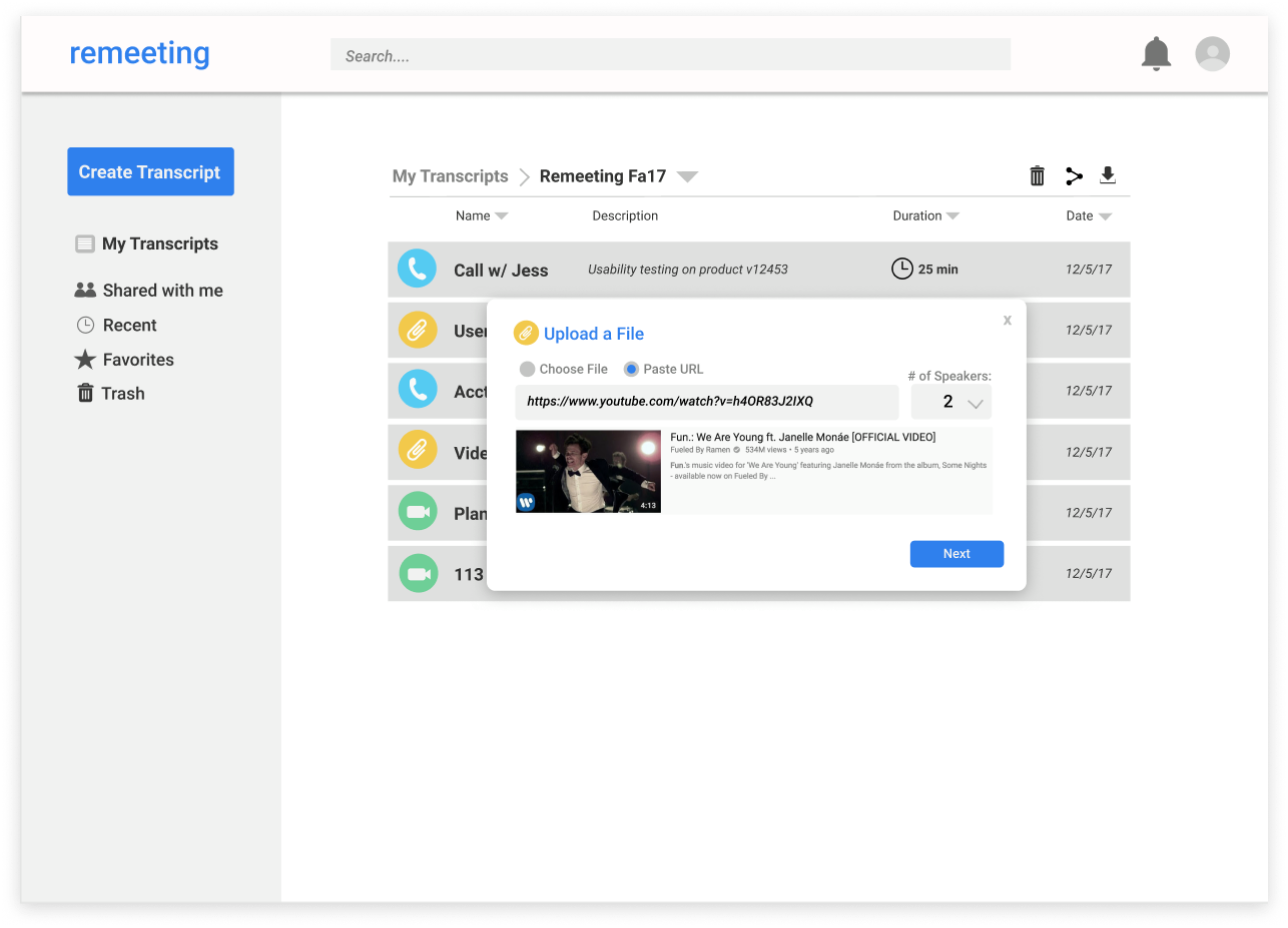 remeeting
Search....
Create Transcript
My Transcripts
Shared with me
Recent
Favorites
Trash
My Transcripts Remeeting Fa17
Name Description Duration Date
Call w/ Jess Usability testing on product v12453 25 min 12/5/17
User 12/5/17
Acct 12/5/17
Vide 12/5/17
Plan 12/5/17
113 12/5/17
Upload a File x
Choose File Paste URL
# of Speakers:
https://www.youtube.com/watch?v=h4OR83J2IXQ 2
Fun.: We Are Young ft. Janelle Monáe [OFFICIAL VIDEO]
Fueled By Ramen 534M views • 5 years ago
Fun.'s music video for 'We Are Young' featuring Janelle Monáe from the album, Some Nights
- available now on Fueled By ...
4:13
Next